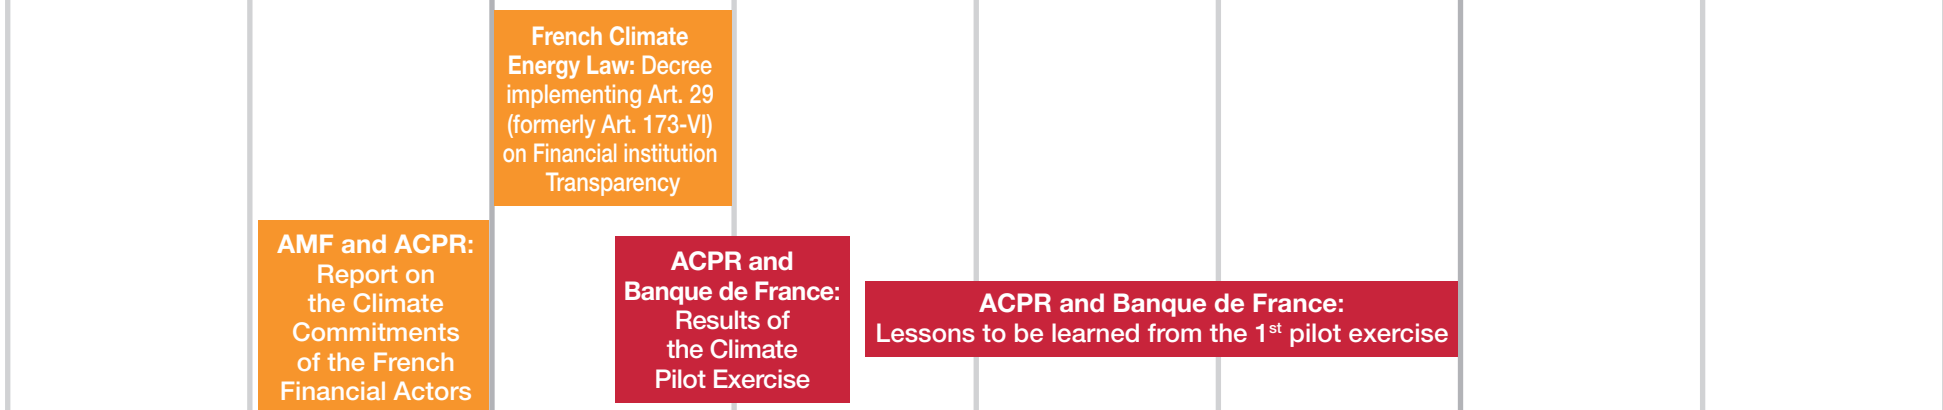 French Climate
Energy Law: Decree
implementing Art. 29
(formerly Art. 173-VI)
on Financial institution
Transparency
AMF and ACPR:
Report on
the Climate
Commitments
of the French
Financial Actors
ACPR and
Banque de France:
Results of
the Climate
Pilot Exercise
ACPR and Banque de France:
Lessons to be learned from the 1st pilot exercise